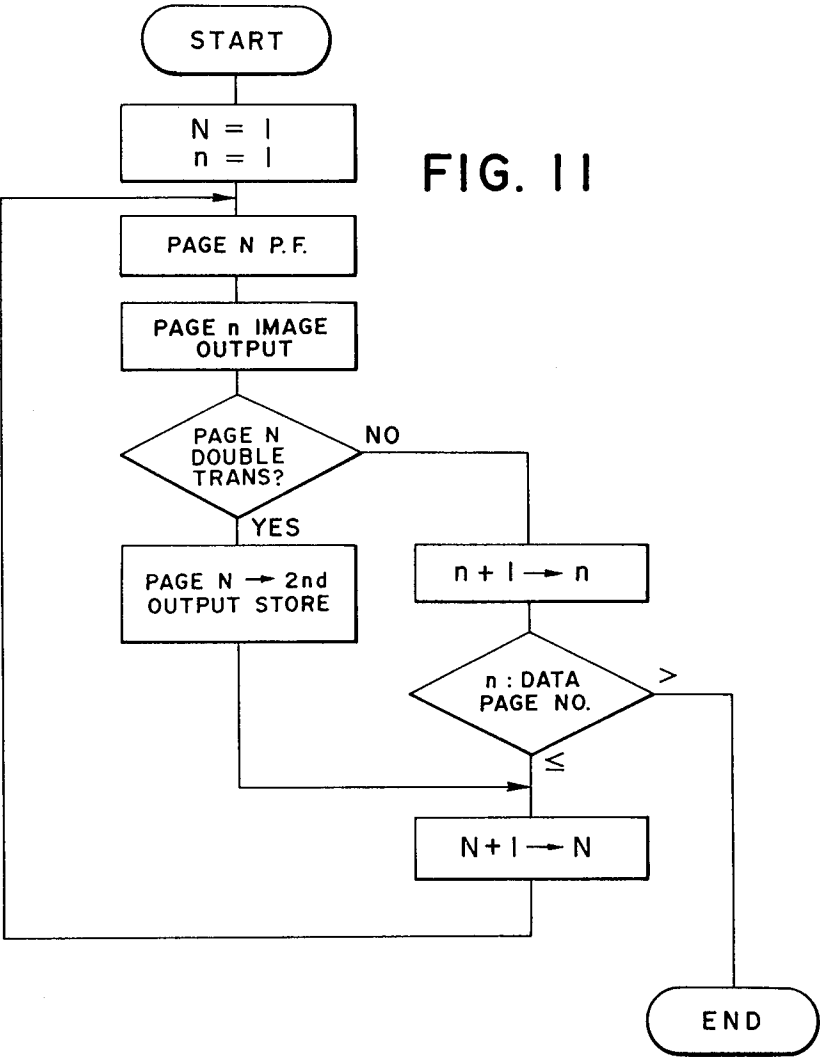 START
N = 1
n = 1
FIG. 11
PAGE N P.F.
PAGE n IMAGE
OUTPUT
PAGE N
DOUBLE
TRANS?
NO
YES
PAGE N → 2nd
OUTPUT STORE
n + 1 → n
n : DATA
PAGE NO.
>
≤
N + 1 → N
END